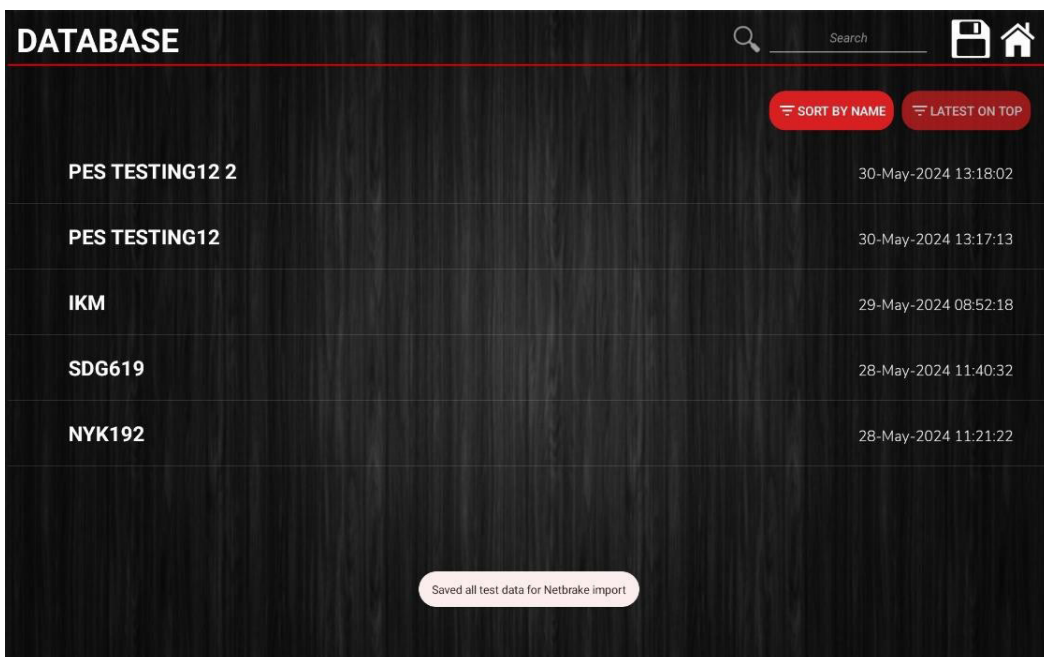 DATABASE
Search
SORT BY NAME
LATEST ON TOP
PES TESTING12 2
30-May-2024 13:18:02
PES TESTING12
30-May-2024 13:17:13
IKM
29-May-2024 08:52:18
SDG619
28-May-2024 11:40:32
NYK192
28-May-2024 11:21:22
Saved all test data for Netbrake import